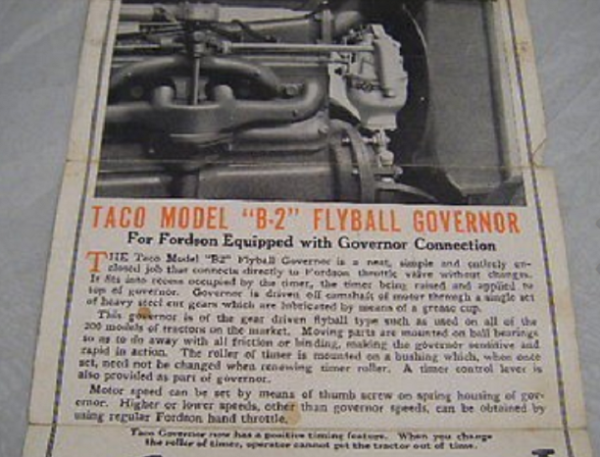 TACO MODEL "B-2" FLYBALL GOVERNOR
For Fordson Equipped with Governor Connection
THE Taco Model "B2" Flyball Governor is a neat, simple and entirely en-
closed job that connects directly to Fordson throttle valve without changes.
It fits into recess occupied by the timer, the timer being raised and applied to
top of governor. Governor is driven off camshaft of motor through a single set
of heavy steel cut gears which are lubricated by means of a grease cup.
This governor is of the gear driven flyball type such as used on all of the
200 models of tractors on the market. Moving parts are mounted on ball bearings
so as to do away with all friction or binding, making the governor sensitive and
rapid in action. The roller of timer is mounted on a bushing which, when once
set, need not be changed when renewing timer roller. A timer control lever is
also provided as part of governor.
Motor speed can be set by means of thumb screw on spring housing of gov-
ernor. Higher or lower speeds, other than governor speeds, can be obtained by
using regular Fordson hand throttle.
Taco Governor now has a positive timing feature. When you change
the roller of timer, operator cannot get the tractor out of time.